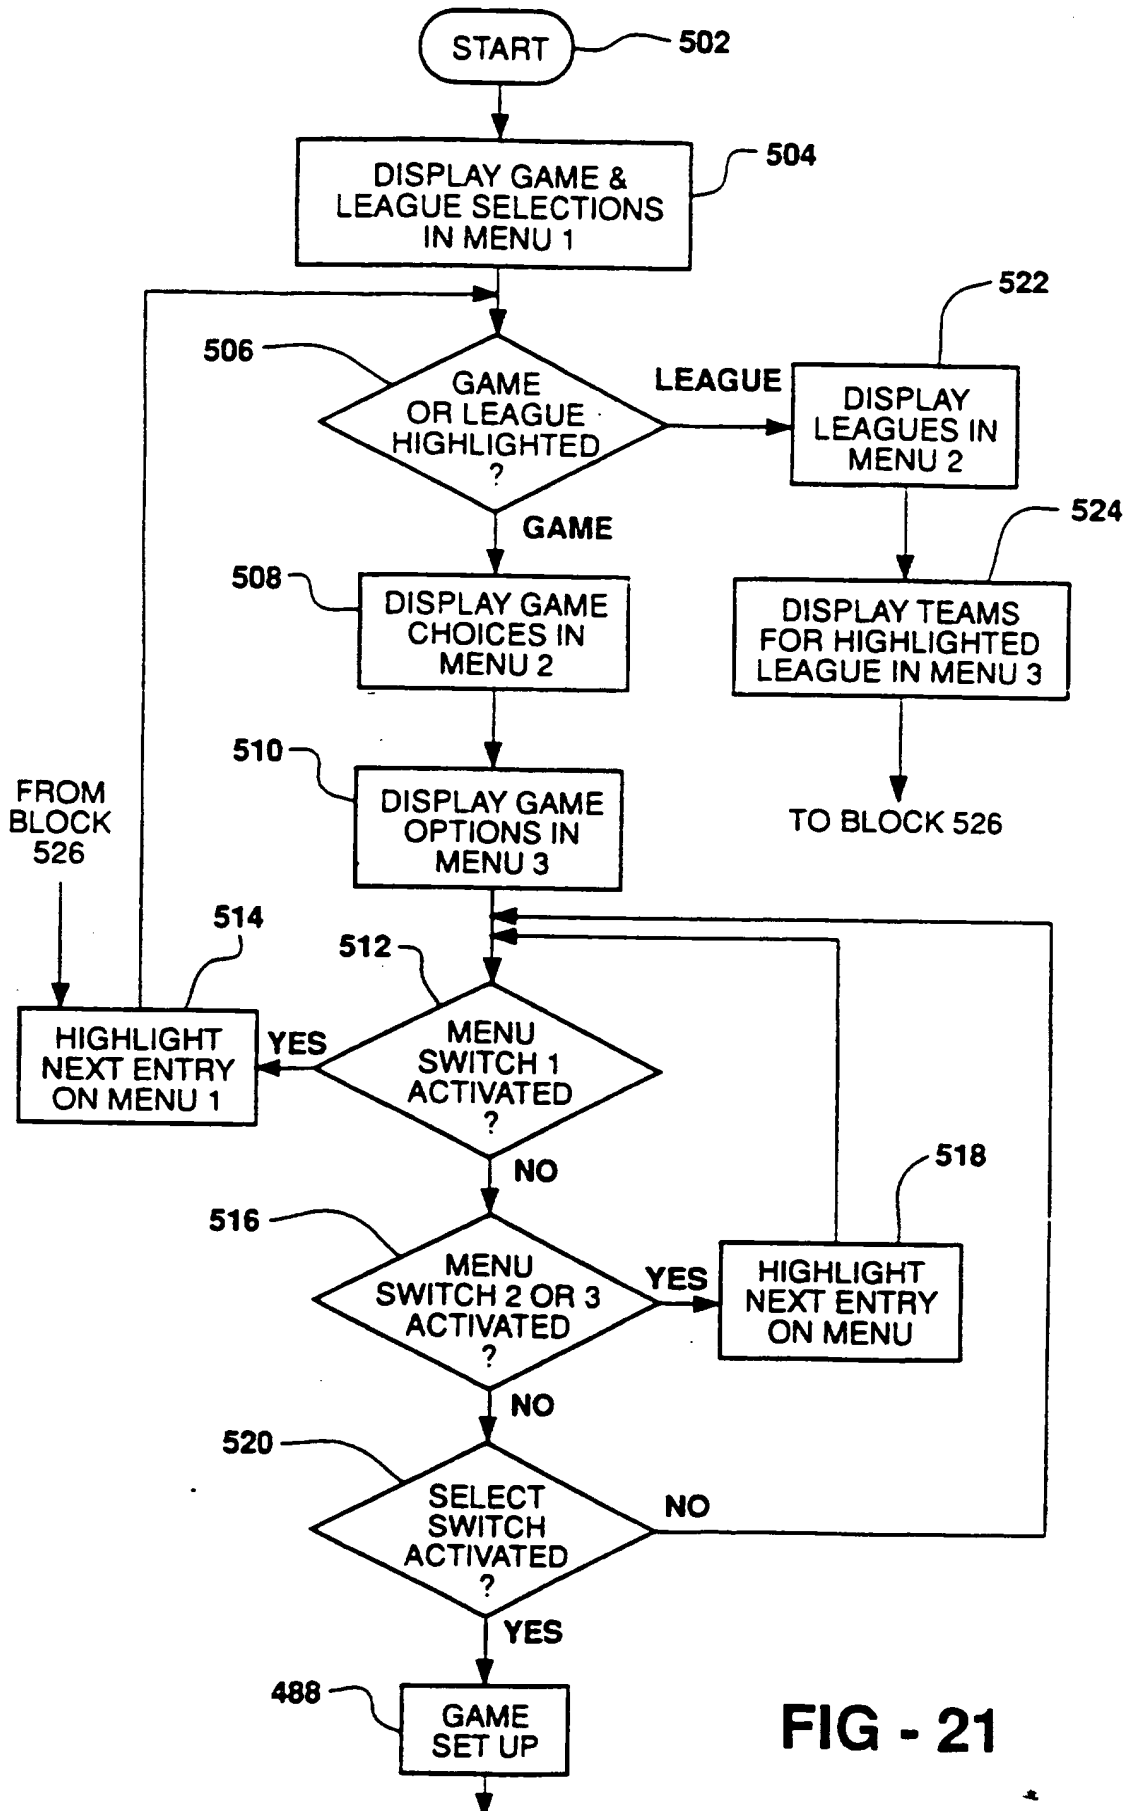 START
502
DISPLAY GAME &
LEAGUE SELECTIONS
IN MENU 1
504
522
506
GAME
OR LEAGUE
HIGHLIGHTED
?
LEAGUE
DISPLAY
LEAGUES IN
MENU 2
GAME
524
508
DISPLAY GAME
CHOICES IN
MENU 2
DISPLAY TEAMS
FOR HIGHLIGHTED
LEAGUE IN MENU 3
510
DISPLAY GAME
OPTIONS IN
MENU 3
TO BLOCK 526
FROM
BLOCK
526
514
512
HIGHLIGHT
NEXT ENTRY
ON MENU 1
YES
MENU
SWITCH 1
ACTIVATED
?
NO
518
516
MENU
SWITCH 2 OR 3
ACTIVATED
?
YES
HIGHLIGHT
NEXT ENTRY
ON MENU
NO
520
SELECT
SWITCH
ACTIVATED
?
NO
YES
488
GAME
SET UP
FIG - 21